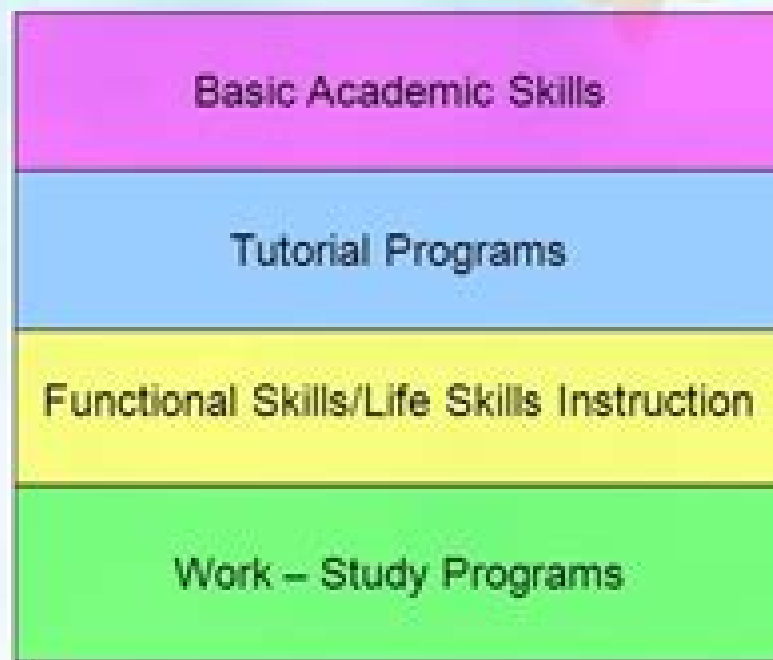 Basic Academic Skills
Tutorial Programs
Functional Skills/Life Skills Instruction
Work – Study Programs